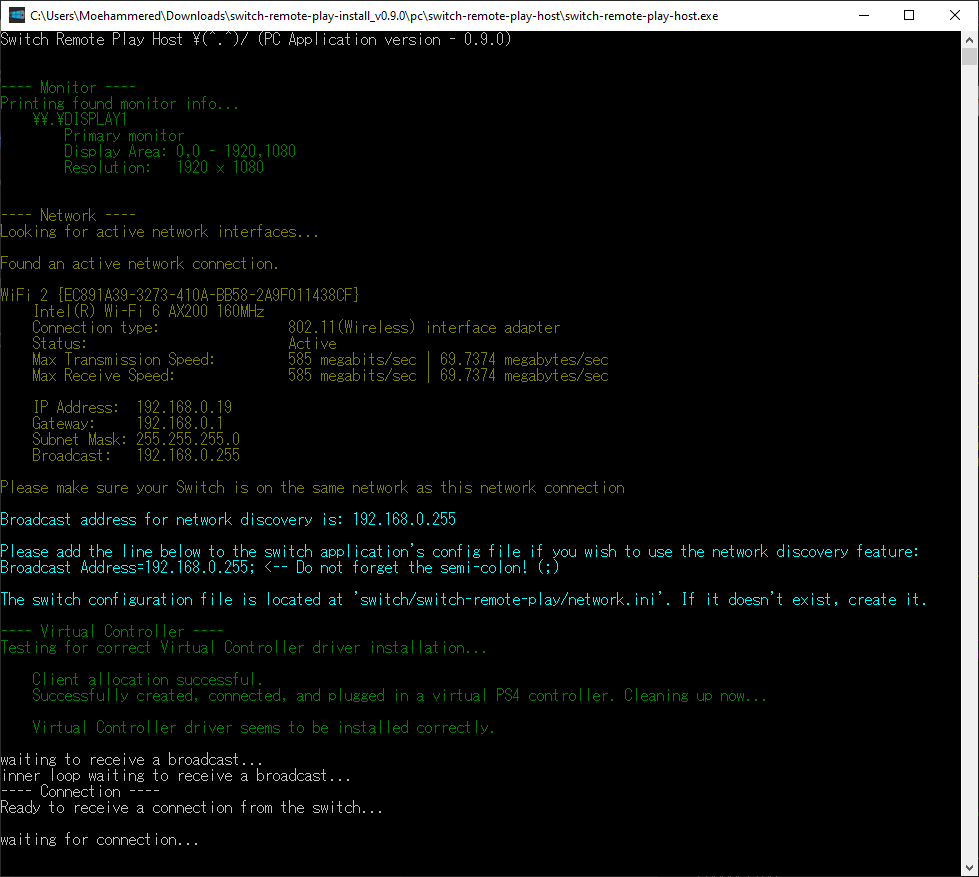 C:\Users\Moehammered\Downloads\switch-remote-play-install_v0.9.0\pc\switch-remote-play-host\switch-remote-play-host.exe
Switch Remote Play Host ¥(^.^)/ (PC Application version - 0.9.0)
---- Monitor ----
Printing found monitor info...
¥¥.¥DISPLAY1
Primary monitor
Display Area: 0,0 - 1920,1080
Resolution:   1920 x 1080
---- Network ----
Looking for active network interfaces...
Found an active network connection.
WiFi 2 {EC891A39-3273-410A-BB58-2A9F011438CF}
Intel(R) Wi-Fi 6 AX200 160MHz
Connection type:                802.11(Wireless) interface adapter
Status:                         Active
Max Transmission Speed:         585 megabits/sec | 69.7374 megabytes/sec
Max Receive Speed:              585 megabits/sec | 69.7374 megabytes/sec
IP Address:  192.168.0.19
Gateway:     192.168.0.1
Subnet Mask: 255.255.255.0
Broadcast:   192.168.0.255
Please make sure your Switch is on the same network as this network connection
Broadcast address for network discovery is: 192.168.0.255
Please add the line below to the switch application's config file if you wish to use the network discovery feature:
Broadcast Address=192.168.0.255; <-- Do not forget the semi-colon! (;)
The switch configuration file is located at 'switch/switch-remote-play/network.ini'. If it doesn't exist, create it.
---- Virtual Controller ----
Testing for correct Virtual Controller driver installation...
Client allocation successful.
Successfully created, connected, and plugged in a virtual PS4 controller. Cleaning up now...
Virtual Controller driver seems to be installed correctly.
waiting to receive a broadcast...
inner loop waiting to receive a broadcast...
---- Connection ----
Ready to receive a connection from the switch...
waiting for connection...